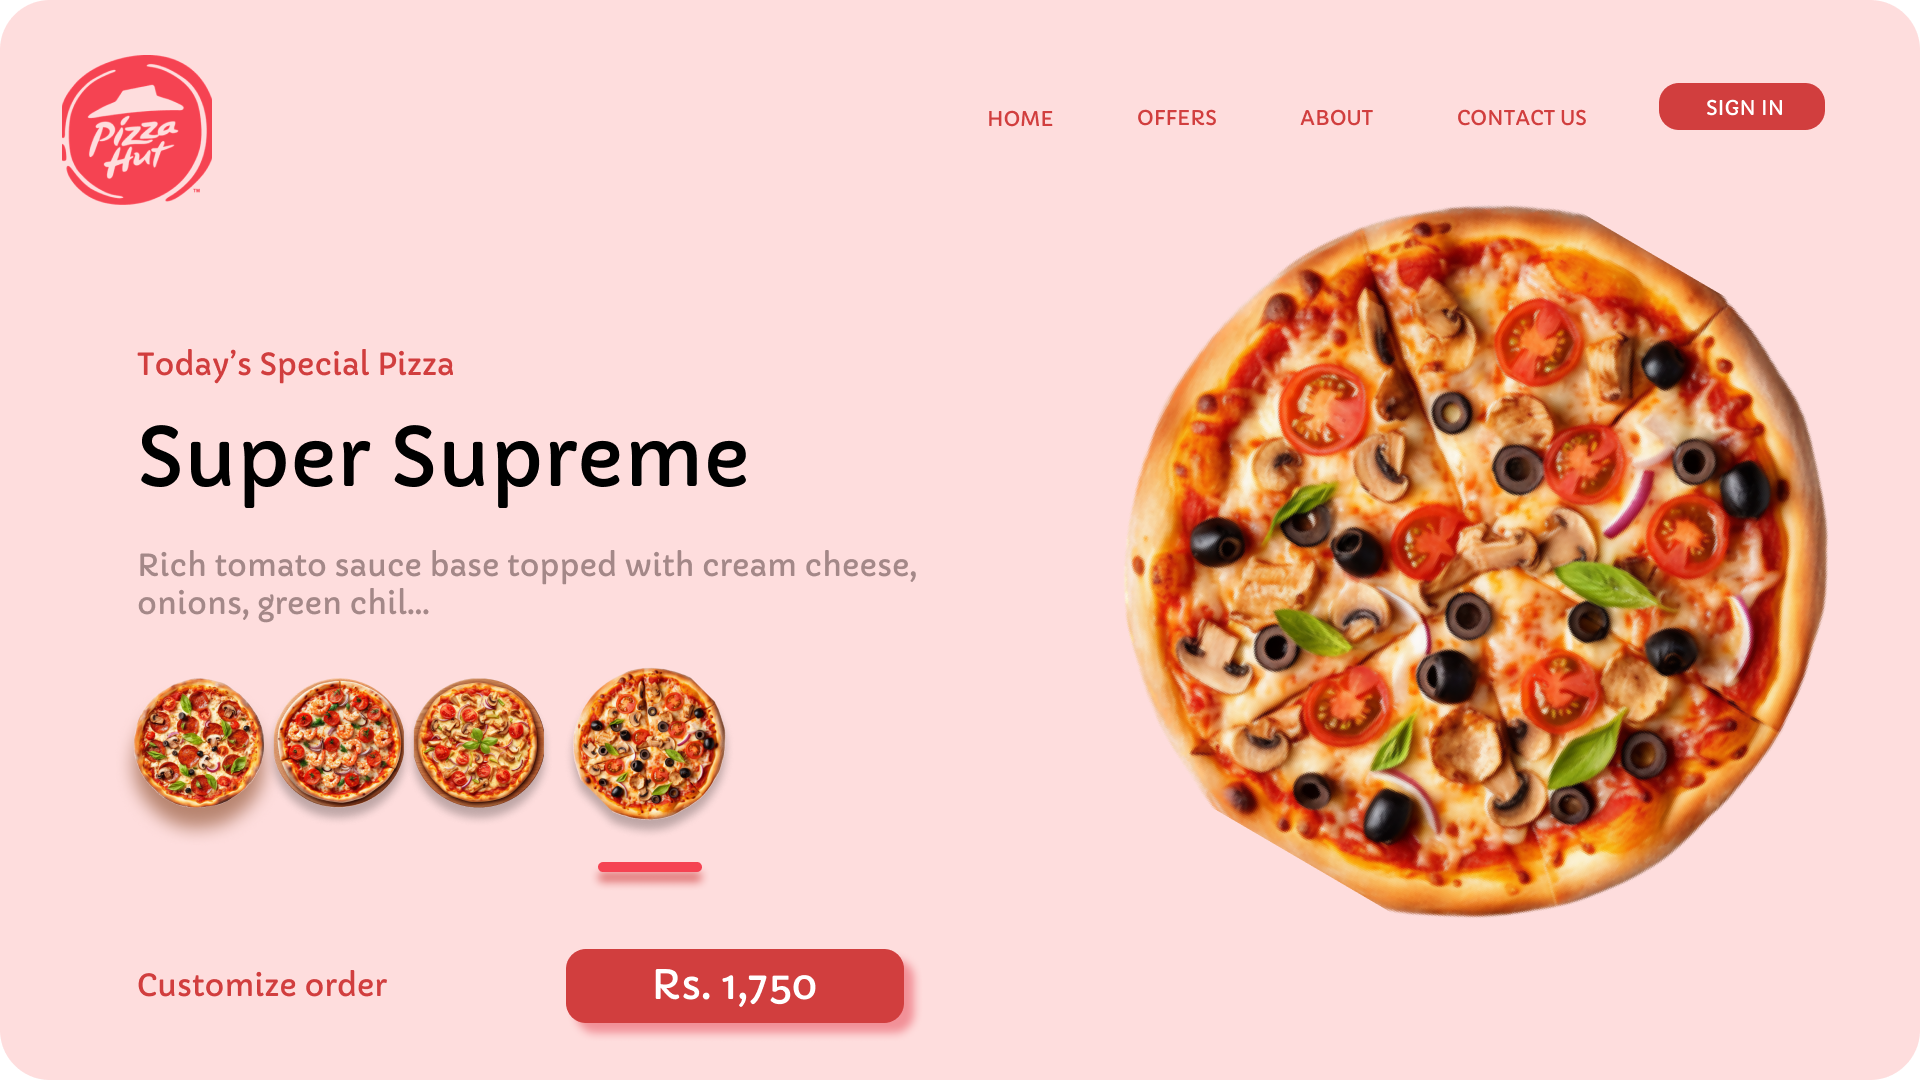 Pizza
Hut
™
HOME
OFFERS
ABOUT
CONTACT US
SIGN IN
Today’s Special Pizza
Super Supreme
Rich tomato sauce base topped with cream cheese,
onions, green chil...
Customize order
Rs. 1,750